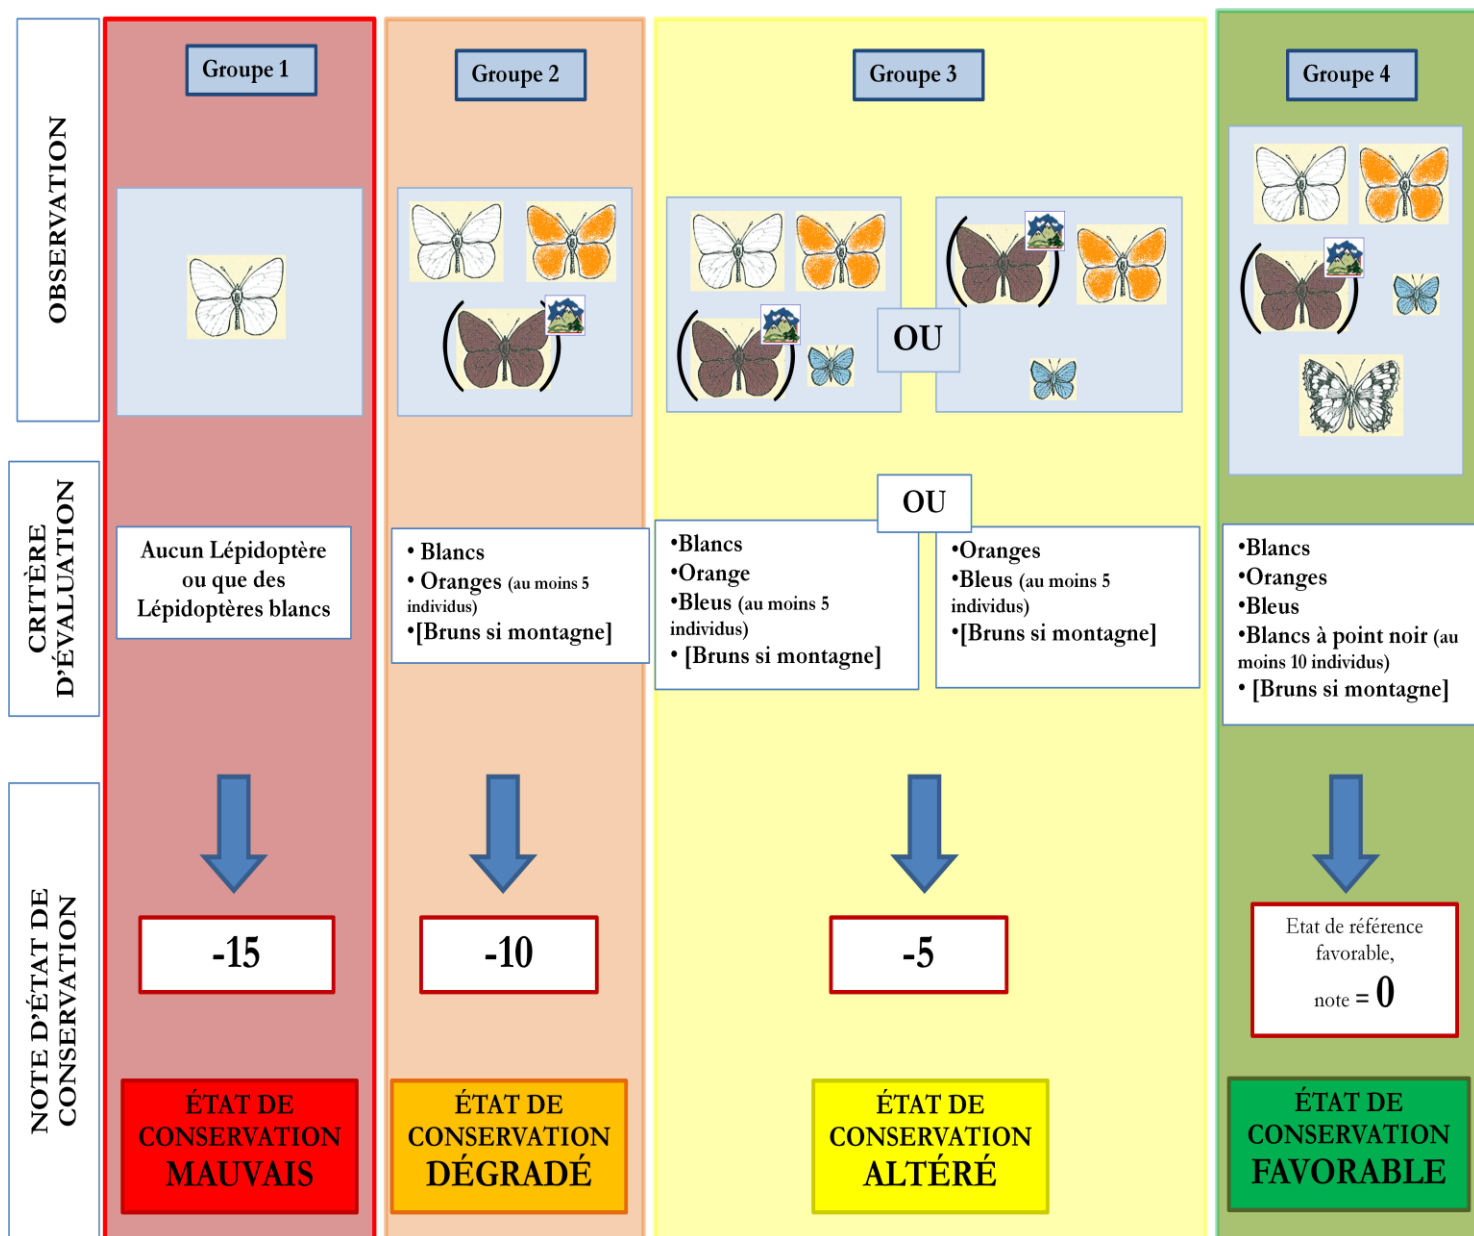 OBSERVATION
Groupe 1
Groupe 2
Groupe 3
Groupe 4
OU
CRITÈRE
D'ÉVALUATION
Aucun Lépidoptère
ou que des
Lépidoptères blancs
• Blancs
• Oranges (au moins 5
individus)
•[Bruns si montagne]
OU
•Blancs
•Orange
•Bleus (au moins 5
individus)
• [Bruns si montagne]
•Oranges
•Bleus (au moins 5
individus)
•[Bruns si montagne]
•Blancs
•Oranges
•Bleus
•Blancs à point noir (au
moins 10 individus)
• [Bruns si montagne]
NOTE D'ÉTAT DE
CONSERVATION
-15
-10
-5
Etat de référence
favorable,
note = 0
ÉTAT DE
CONSERVATION
MAUVAIS
ÉTAT DE
CONSERVATION
DÉGRADÉ
ÉTAT DE
CONSERVATION
ALTÉRÉ
ÉTAT DE
CONSERVATION
FAVORABLE